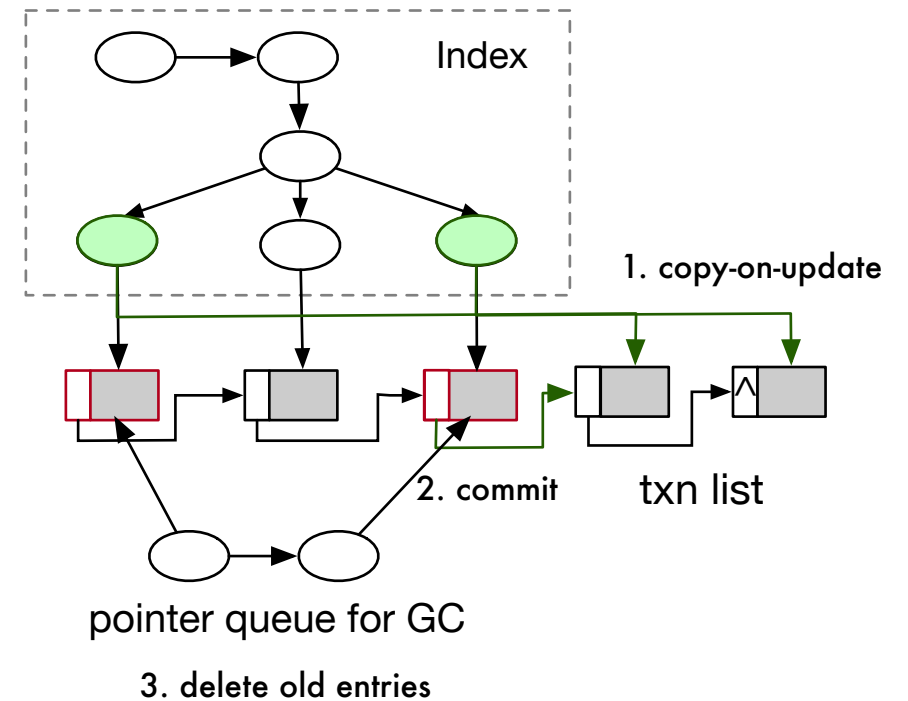 Index
1. copy-on-update
^
2. commit
txn list
pointer queue for GC
3. delete old entries